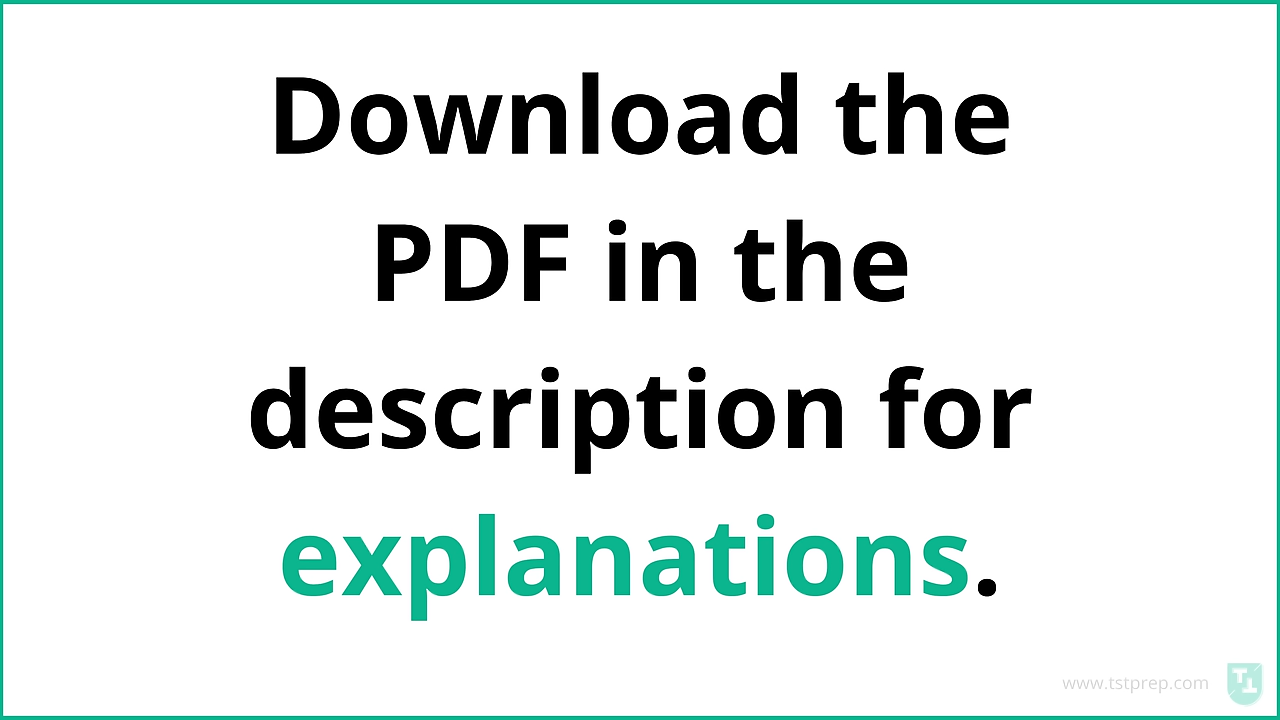 Download the
PDF in the
description for
explanations.
www.tstprep.com